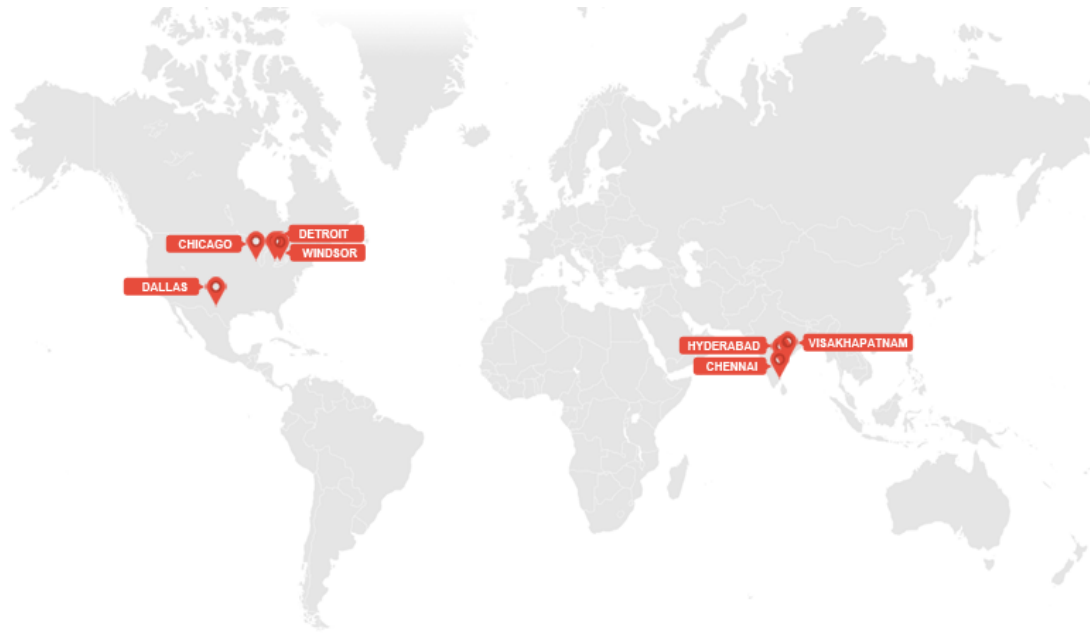 DETROIT
CHICAGO
WINDSOR
DALLAS
VISAKHAPATNAM
HYDERABAD
CHENNAI